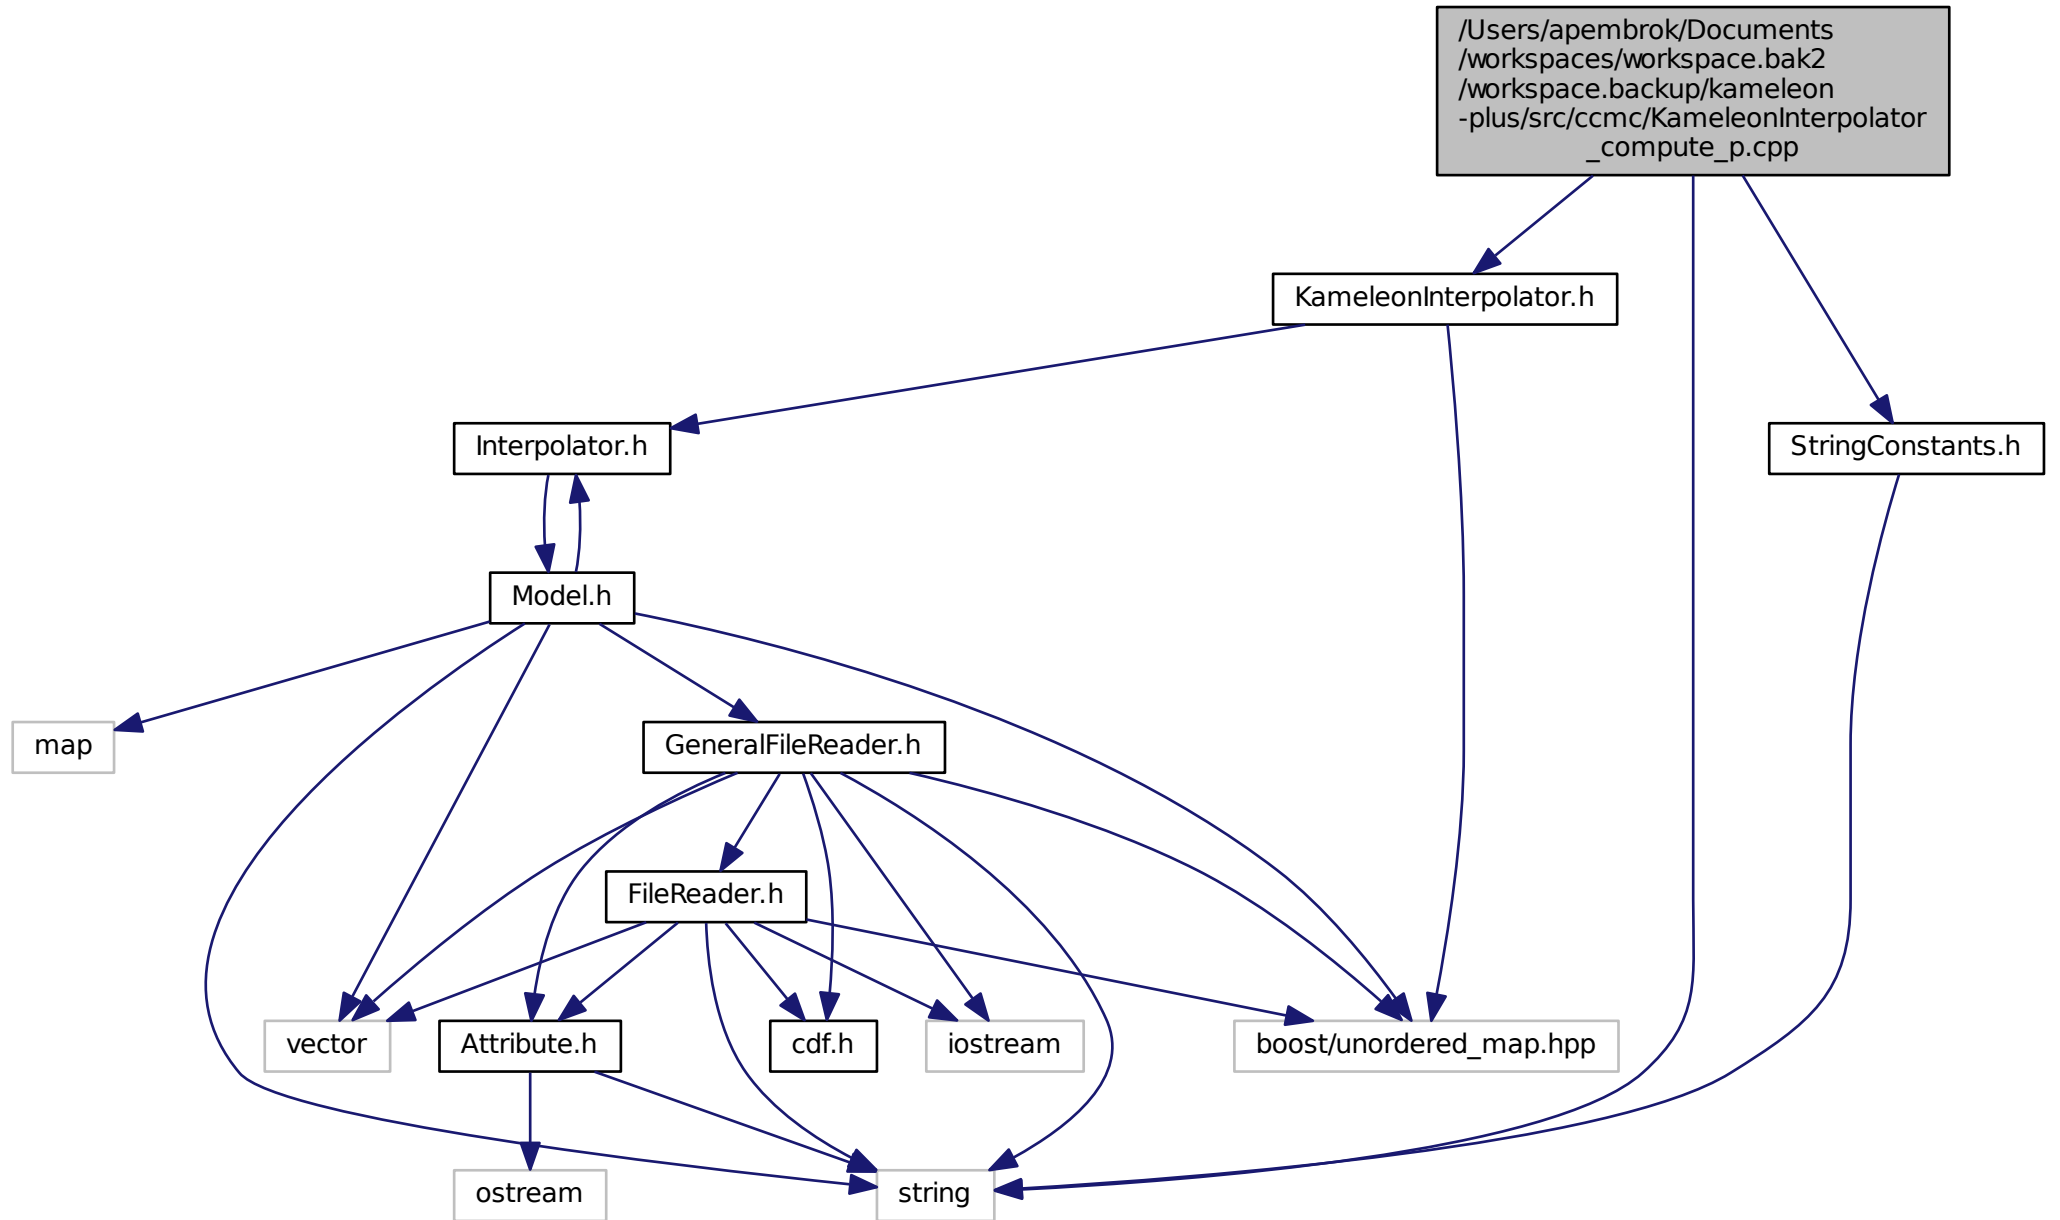 /Users/apembrok/Documents
/workspaces/workspace.bak2
/workspace.backup/kameleon
-plus/src/ccmc/KameleonInterpolator
_compute_p.cpp
KameleonInterpolator.h
Interpolator.h
StringConstants.h
Model.h
map
GeneralFileReader.h
FileReader.h
vector
Attribute.h
cdf.h
iostream
boost/unordered_map.hpp
ostream
string